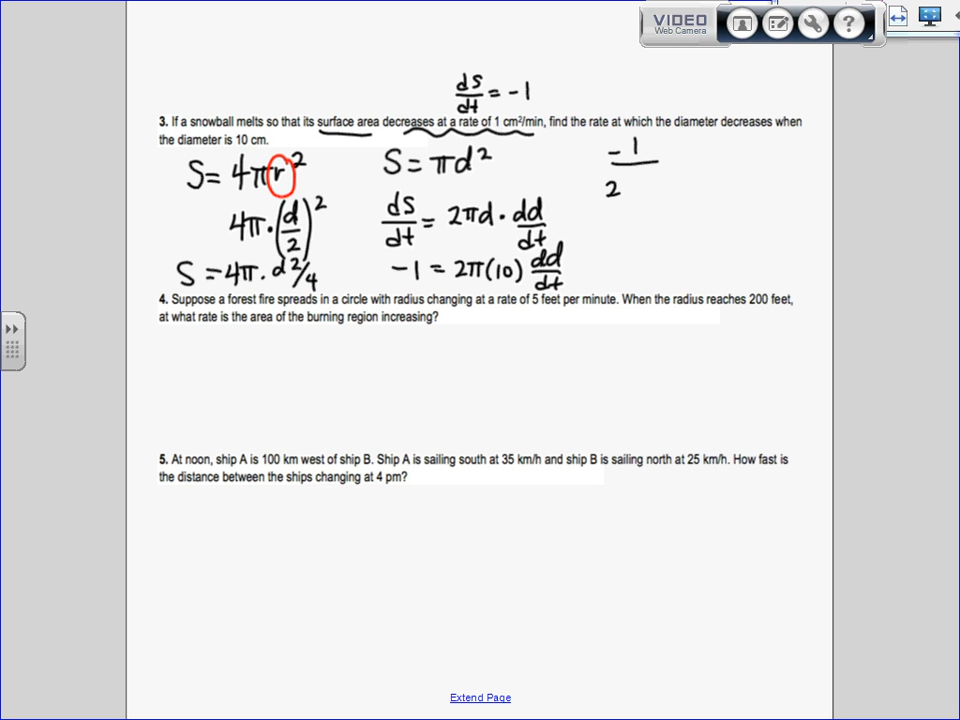 VIDEO
Web Camera
dS/dt = -1
3. If a snowball melts so that its surface area decreases at a rate of 1 cm²/min, find the rate at which the diameter decreases when
the diameter is 10 cm.
S = 4πr²
4π·(d/2)²
S = 4π·d²/4
S = πd²
dS/dt = 2πd · dd/dt
-1 = 2π(10) dd/dt
-1
2
4. Suppose a forest fire spreads in a circle with radius changing at a rate of 5 feet per minute. When the radius reaches 200 feet,
at what rate is the area of the burning region increasing?
5. At noon, ship A is 100 km west of ship B. Ship A is sailing south at 35 km/h and ship B is sailing north at 25 km/h. How fast is
the distance between the ships changing at 4 pm?
Extend Page